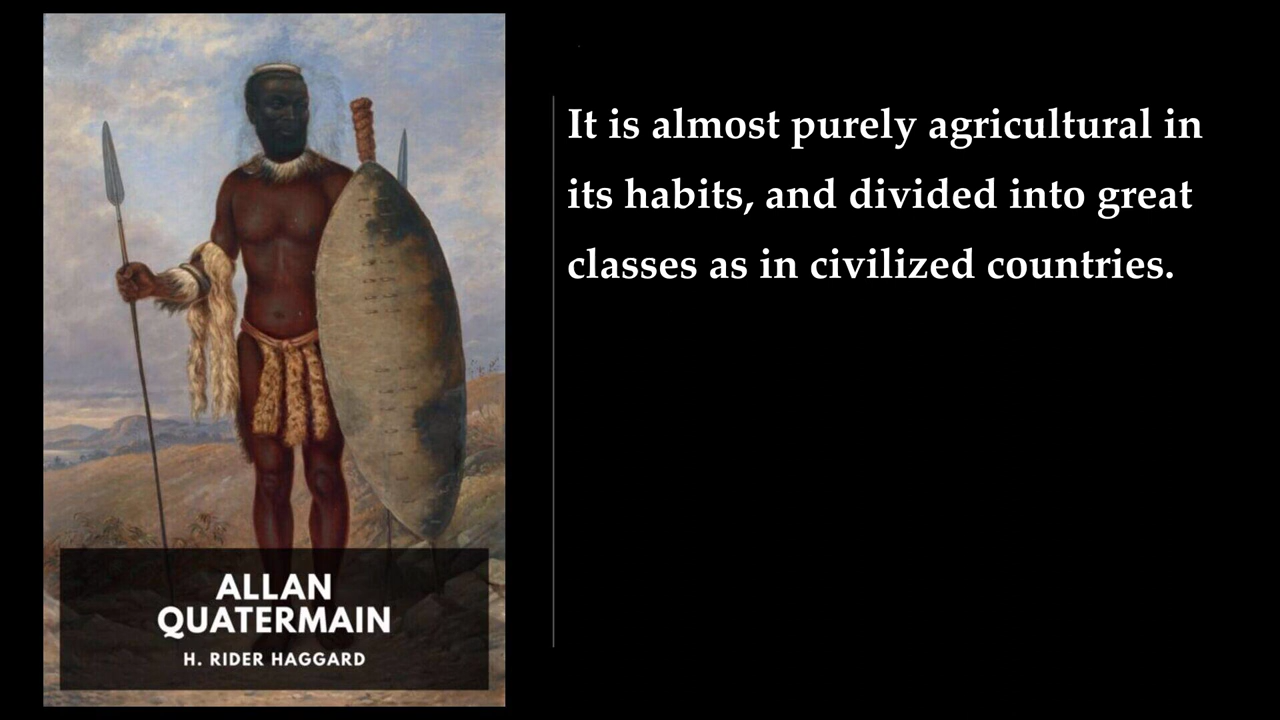 It is almost purely agricultural in
its habits, and divided into great
classes as in civilized countries.
ALLAN
QUATERMAIN
H. RIDER HAGGARD